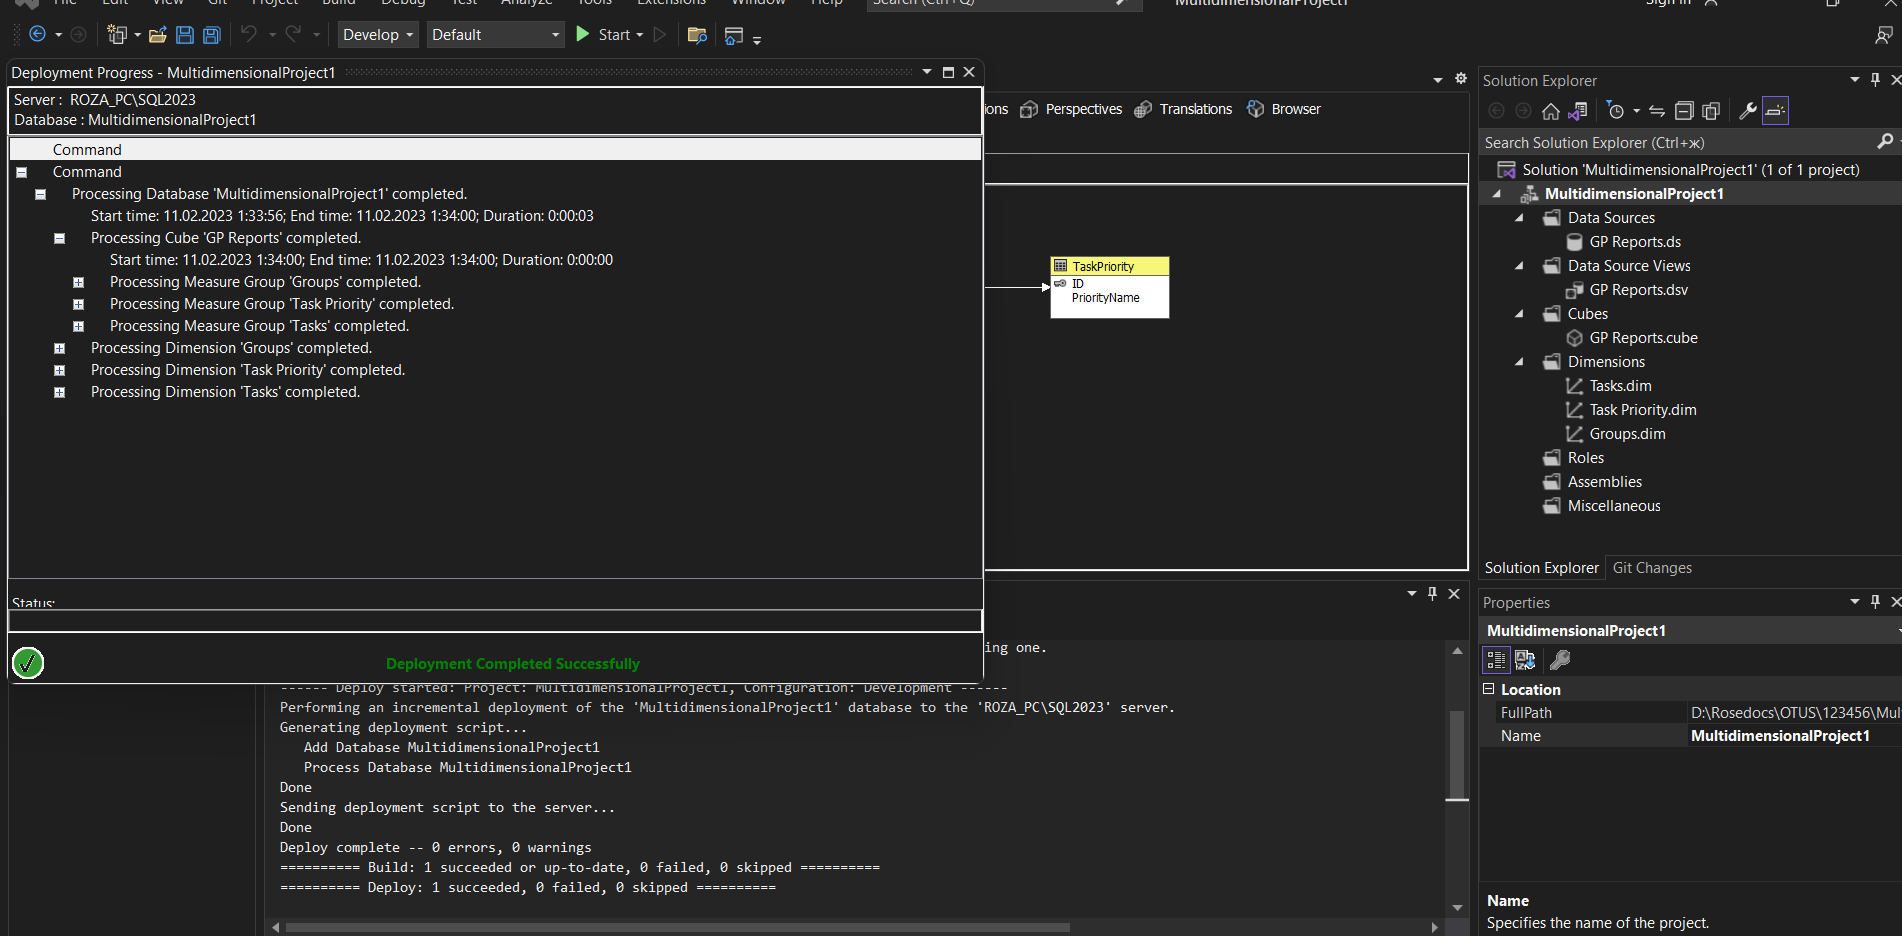 File Edit View Git Project Build Debug Test Analyze Tools Extensions Window Help Search (Ctrl+Q) MultidimensionalProject1 Sign in
Develop Default Start
Deployment Progress - MultidimensionalProject1
Server : ROZA_PC\SQL2023
Database : MultidimensionalProject1
Command
Command
Processing Database 'MultidimensionalProject1' completed.
Start time: 11.02.2023 1:33:56; End time: 11.02.2023 1:34:00; Duration: 0:00:03
Processing Cube 'GP Reports' completed.
Start time: 11.02.2023 1:34:00; End time: 11.02.2023 1:34:00; Duration: 0:00:00
Processing Measure Group 'Groups' completed.
Processing Measure Group 'Task Priority' completed.
Processing Measure Group 'Tasks' completed.
Processing Dimension 'Groups' completed.
Processing Dimension 'Task Priority' completed.
Processing Dimension 'Tasks' completed.
Status:
Deployment Completed Successfully
ions Perspectives Translations Browser
TaskPriority
ID
PriorityName
ing one.
------ Deploy started: Project: MultidimensionalProject1, Configuration: Development ------
Performing an incremental deployment of the 'MultidimensionalProject1' database to the 'ROZA_PC\SQL2023' server.
Generating deployment script...
Add Database MultidimensionalProject1
Process Database MultidimensionalProject1
Done
Sending deployment script to the server...
Done
Deploy complete -- 0 errors, 0 warnings
========== Build: 1 succeeded or up-to-date, 0 failed, 0 skipped ==========
========== Deploy: 1 succeeded, 0 failed, 0 skipped ==========
Solution Explorer
Search Solution Explorer (Ctrl+ж)
Solution 'MultidimensionalProject1' (1 of 1 project)
MultidimensionalProject1
Data Sources
GP Reports.ds
Data Source Views
GP Reports.dsv
Cubes
GP Reports.cube
Dimensions
Tasks.dim
Task Priority.dim
Groups.dim
Roles
Assemblies
Miscellaneous
Solution Explorer Git Changes
Properties
MultidimensionalProject1
Location
FullPath D:\Rosedocs\OTUS\123456\Mul
Name MultidimensionalProject1
Name
Specifies the name of the project.